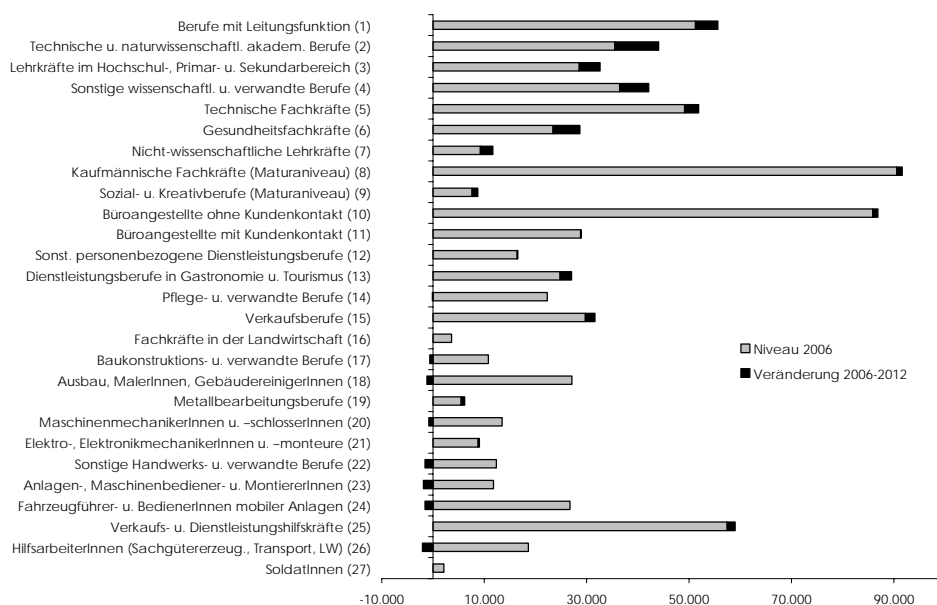 Berufe mit Leitungsfunktion (1)
Technische u. naturwissenschaftl. akadem. Berufe (2)
Lehrkräfte im Hochschul-, Primar- u. Sekundarbereich (3)
Sonstige wissenschaftl. u. verwandte Berufe (4)
Technische Fachkräfte (5)
Gesundheitsfachkräfte (6)
Nicht-wissenschaftliche Lehrkräfte (7)
Kaufmännische Fachkräfte (Maturaniveau) (8)
Sozial- u. Kreativberufe (Maturaniveau) (9)
Büroangestellte ohne Kundenkontakt (10)
Büroangestellte mit Kundenkontakt (11)
Sonst. personenbezogene Dienstleistungsberufe (12)
Dienstleistungsberufe in Gastronomie u. Tourismus (13)
Pflege- u. verwandte Berufe (14)
Verkaufsberufe (15)
Fachkräfte in der Landwirtschaft (16)
Baukonstruktions- u. verwandte Berufe (17)
Ausbau, MalerInnen, GebäudereinigerInnen (18)
Metallbearbeitungsberufe (19)
MaschinenmechanikerInnen u. –schlosserInnen (20)
Elektro-, ElektronikmechanikerInnen u. –monteure (21)
Sonstige Handwerks- u. verwandte Berufe (22)
Anlagen-, Maschinenbediener- u. MontiererInnen (23)
Fahrzeugführer- u. BedienerInnen mobiler Anlagen (24)
Verkaufs- u. Dienstleistungshilfskräfte (25)
HilfsarbeiterInnen (Sachgütererzeug., Transport, LW) (26)
SoldatInnen (27)
Niveau 2006
Veränderung 2006-2012
-10.000 10.000 30.000 50.000 70.000 90.000